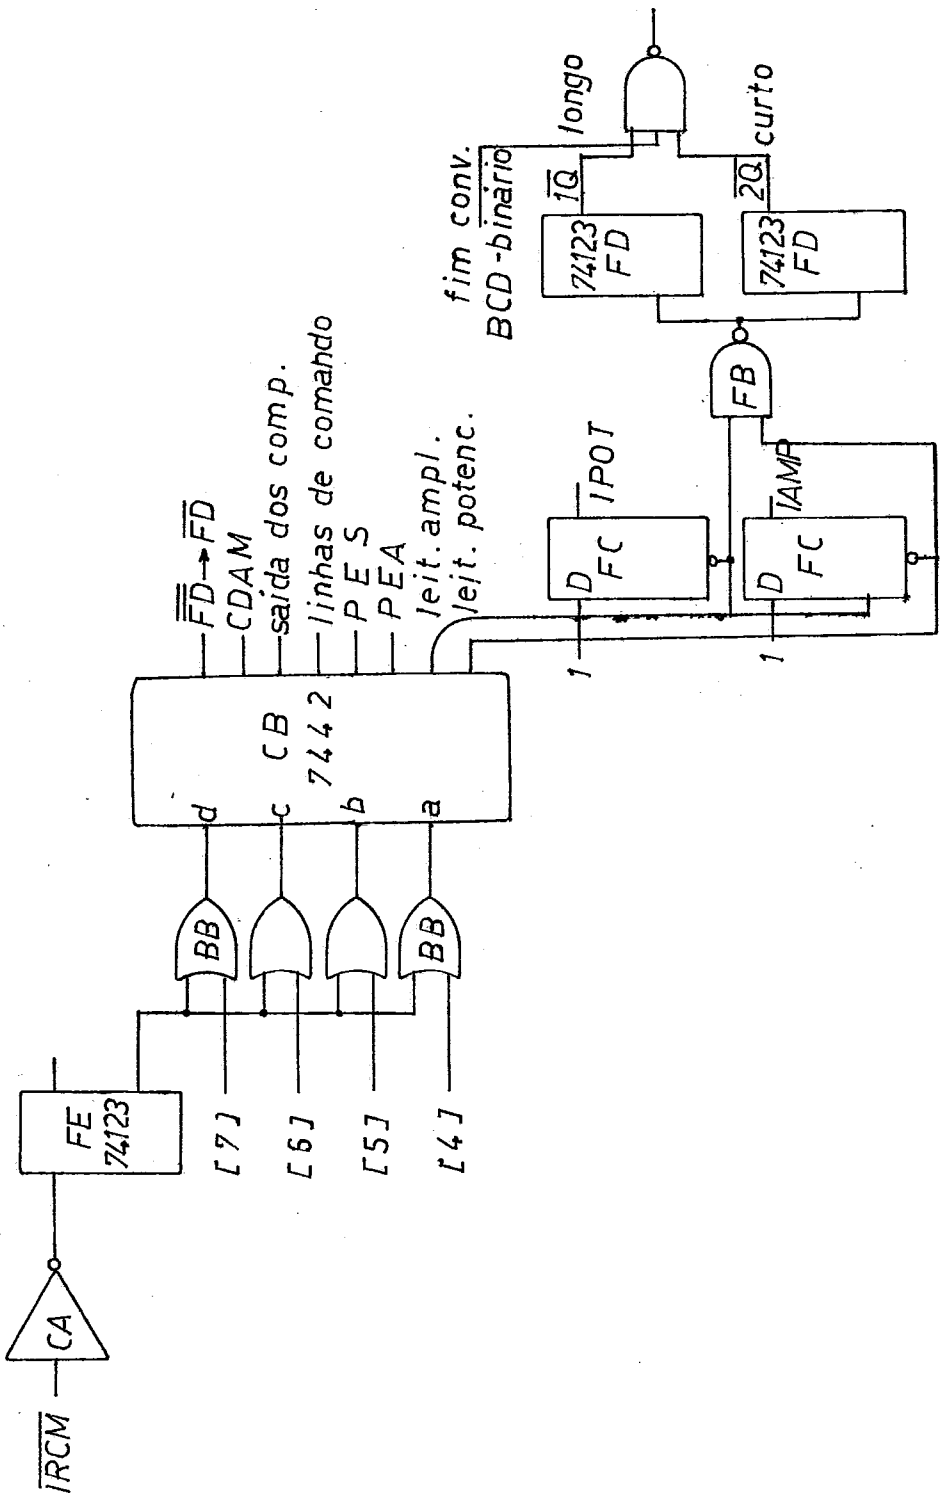 IRCM
CA
FE
74123
[7]
[6]
[5]
[4]
BB
BB
d
c
b
a
CB
7442
FD→FD
CDAM
saída dos comp.
linhas de comando
PES
PEA
leit. ampl.
leit. potenc.
1
D
FC
IPOT
1
D
FC
IAMP
FB
74123
FD
1Q
longo
74123
FD
2Q
curto
fim conv.
BCD-binário